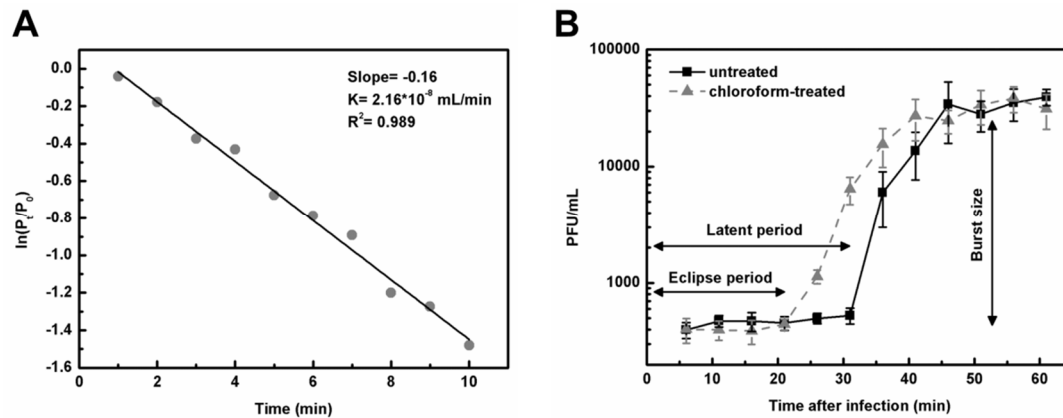 A
Slope= -0.16
K= 2.16*10⁻⁸ mL/min
R²= 0.989
0.0
-0.2
-0.4
-0.6
-0.8
-1.0
-1.2
-1.4
-1.6
ln(Pₜ/P₀)
0 2 4 6 8 10
Time (min)
B
untreated
chloroform-treated
100000
10000
1000
PFU/mL
Latent period
Eclipse period
Burst size
0 10 20 30 40 50 60
Time after infection (min)